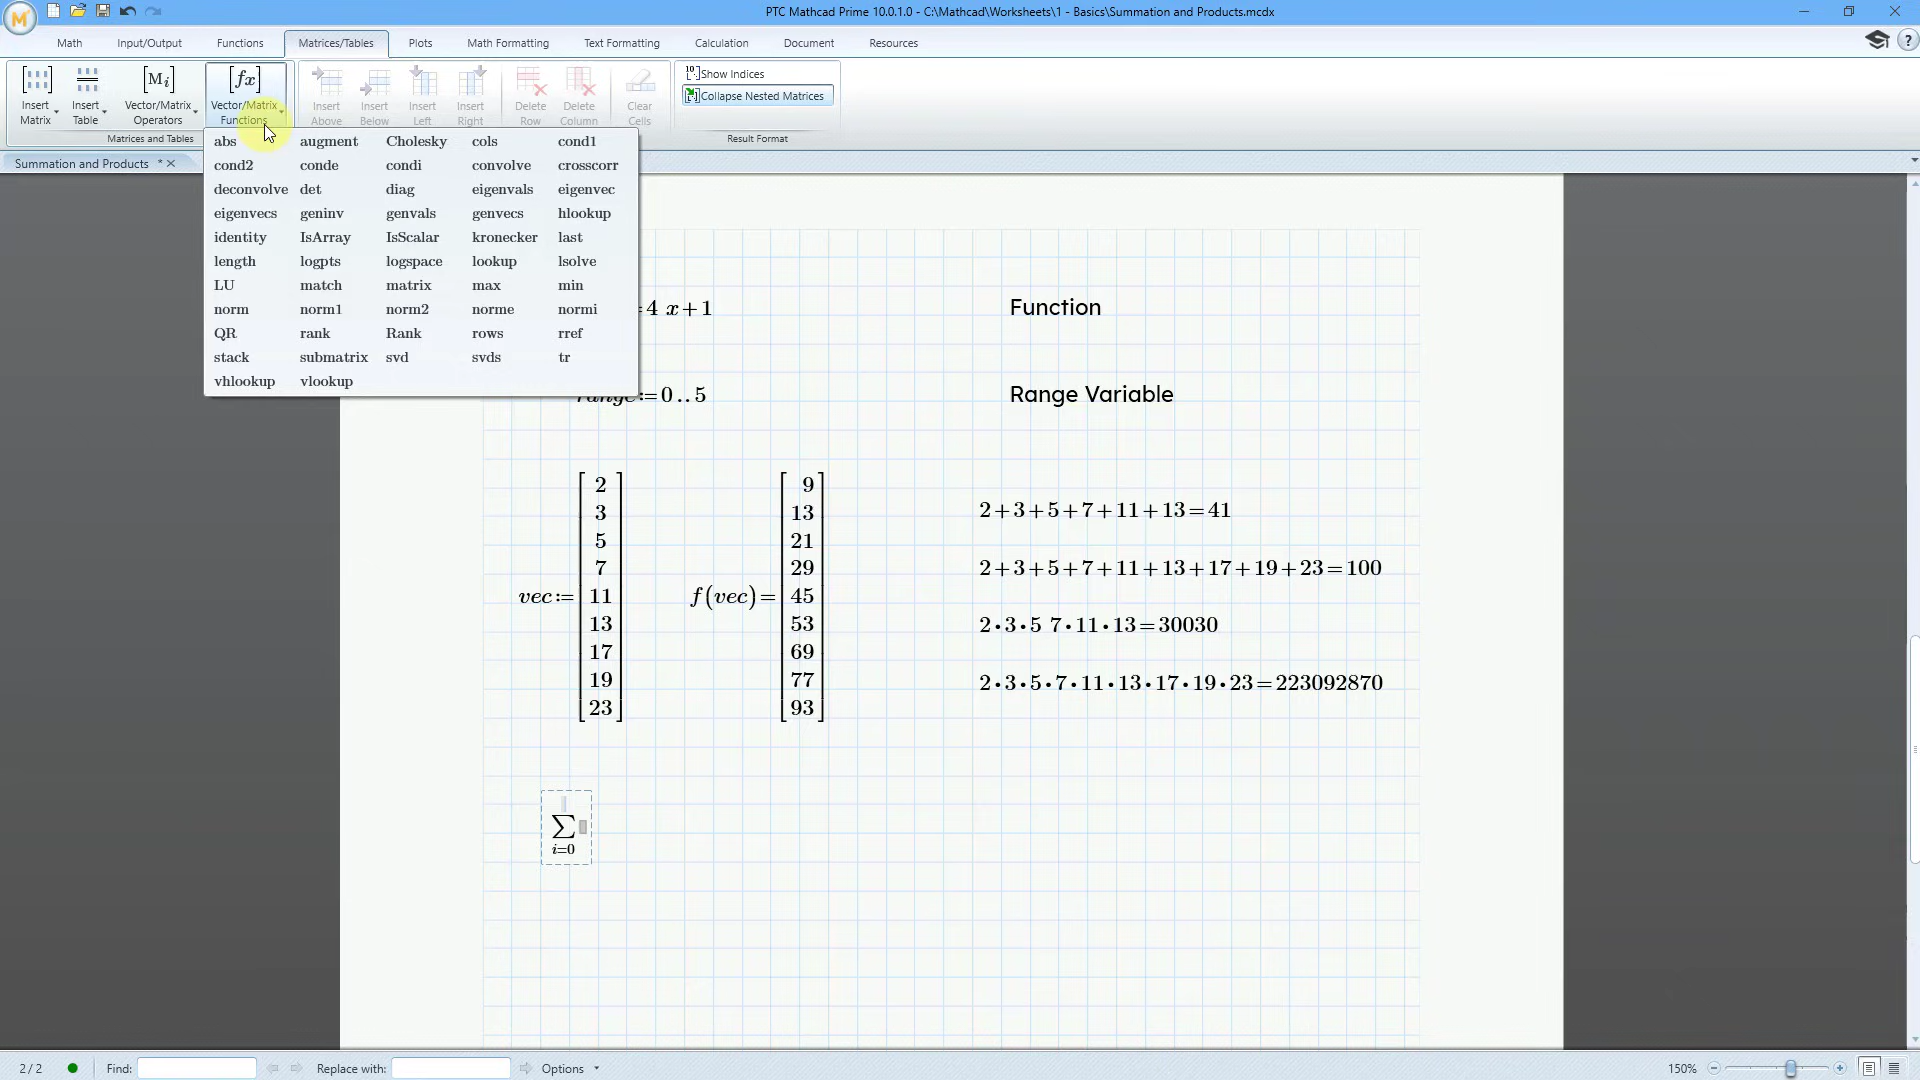 PTC Mathcad Prime 10.0.1.0 - C:\Mathcad\Worksheets\1 - Basics\Summation and Products.mcdx
Math Input/Output Functions Matrices/Tables Plots Math Formatting Text Formatting Calculation Document Resources
Insert Matrix
Insert Table
Vector/Matrix Operators
Vector/Matrix Functions
Insert Above
Insert Below
Insert Left
Insert Right
Delete Row
Delete Column
Clear Cells
Show Indices
Collapse Nested Matrices
Matrices and Tables
Result Format
Summation and Products *
abs augment Cholesky cols cond1
cond2 conde condi convolve crosscorr
deconvolve det diag eigenvals eigenvec
eigenvecs geninv genvals genvecs hlookup
identity IsArray IsScalar kronecker last
length logpts logspace lookup lsolve
LU match matrix max min
norm norm1 norm2 norme normi
QR rank Rank rows rref
stack submatrix svd svds tr
vhlookup vlookup
=4 x+1 Function
range:=0..5 Range Variable
vec:= [2 3 5 7 11 13 17 19 23]
f(vec)= [9 13 21 29 45 53 69 77 93]
2+3+5+7+11+13=41
2+3+5+7+11+13+17+19+23=100
2•3•5 7•11•13=30030
2•3•5•7•11•13•17•19•23=223092870
∑
i=0
2 / 2 Find: Replace with: Options 150%